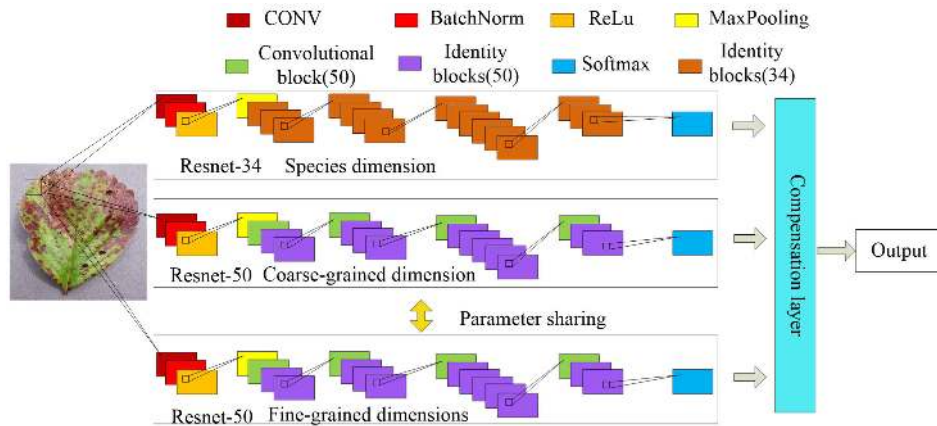 CONV
BatchNorm
ReLu
MaxPooling
Convolutional
block(50)
Identity
blocks(50)
Softmax
Identity
blocks(34)
Resnet-34 Species dimension
Resnet-50 Coarse-grained dimension
Parameter sharing
Resnet-50 Fine-grained dimensions
Compensation layer
Output